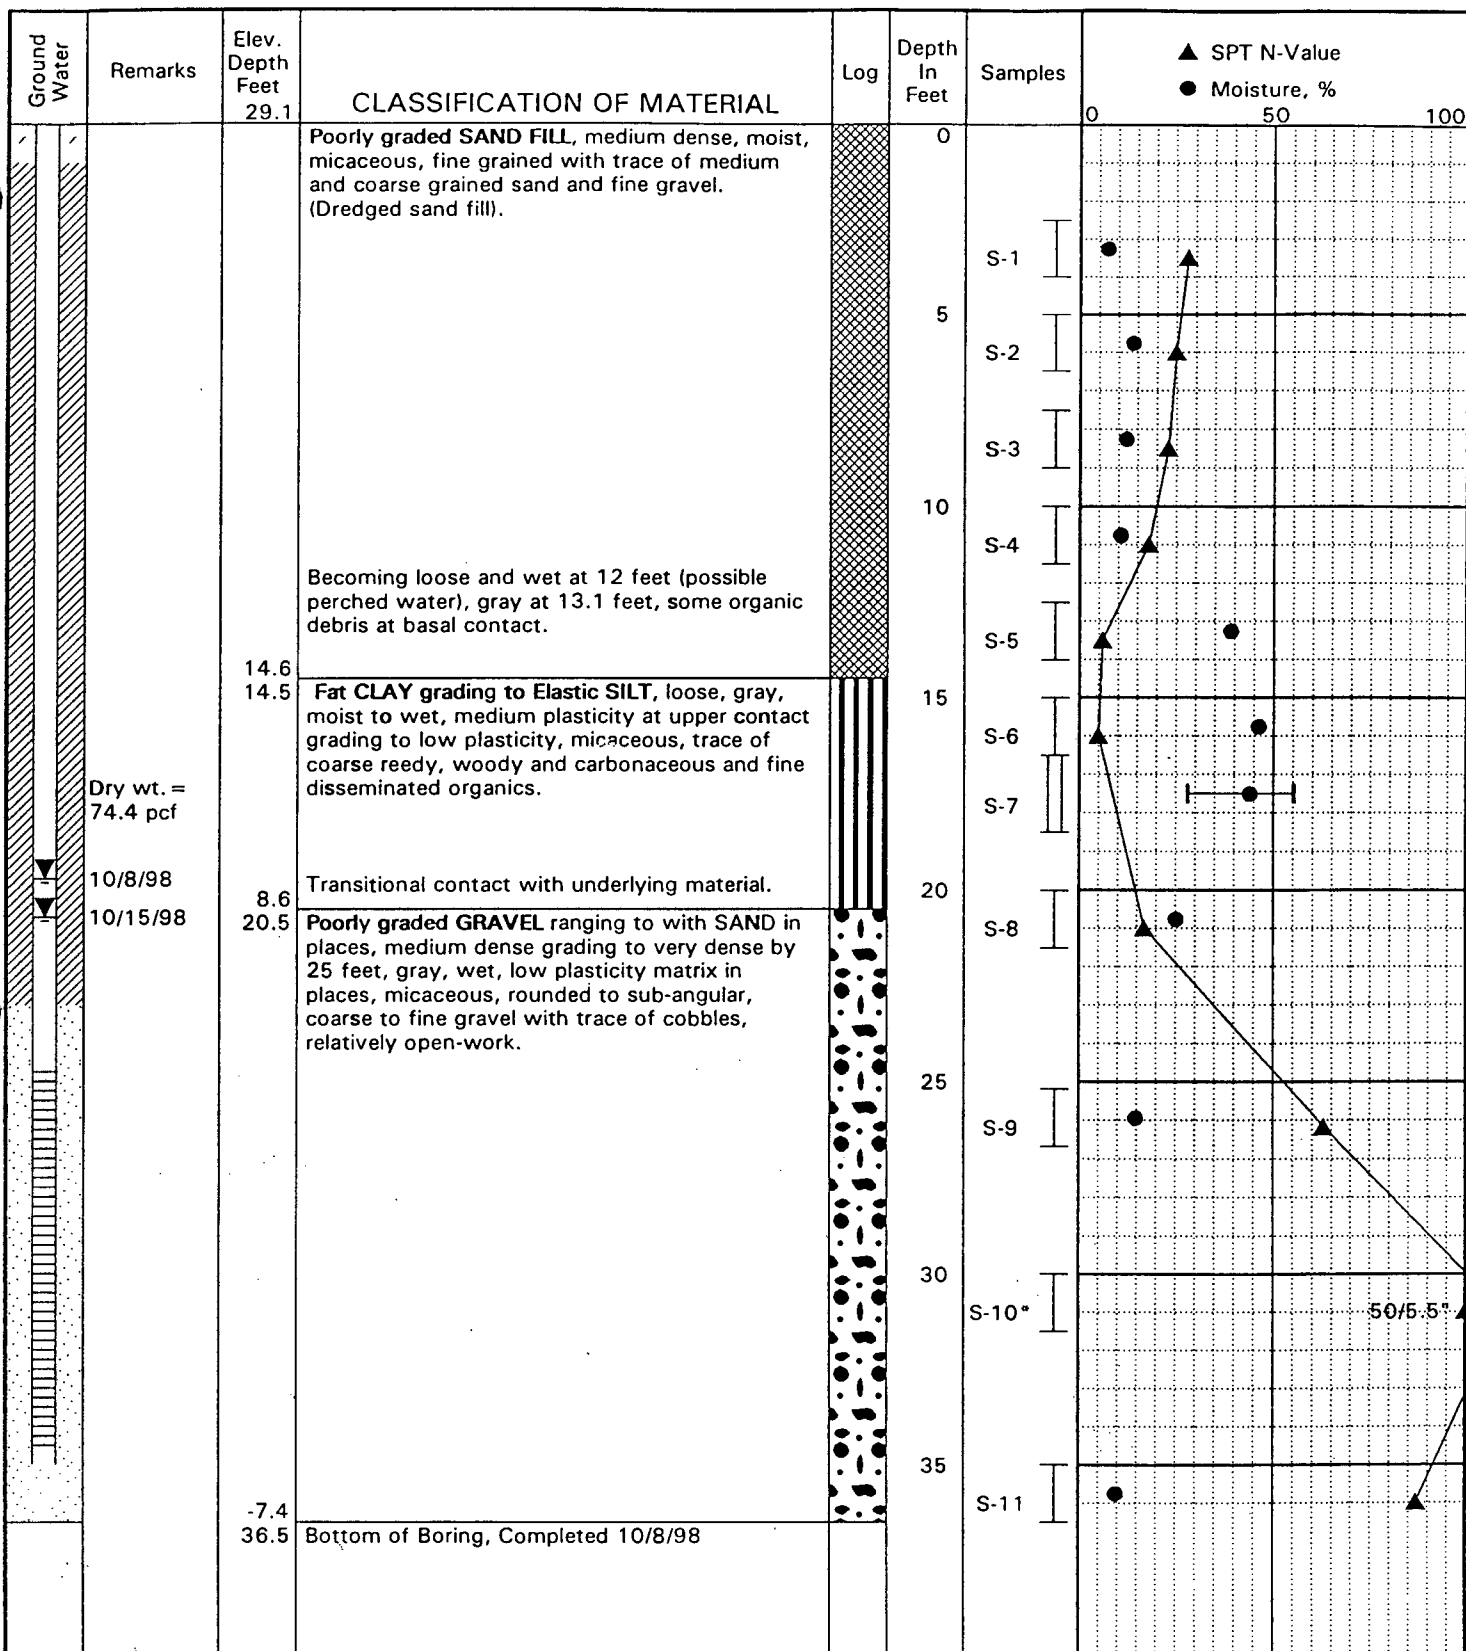 Ground
Water
Remarks
Elev.
Depth
Feet
29.1
CLASSIFICATION OF MATERIAL
Log
Depth
In
Feet
Samples
▲ SPT N-Value
● Moisture, %
0 50 100
Poorly graded SAND FILL, medium dense, moist,
micaceous, fine grained with trace of medium
and coarse grained sand and fine gravel.
(Dredged sand fill).
0
S-1
5
S-2
S-3
10
S-4
Becoming loose and wet at 12 feet (possible
perched water), gray at 13.1 feet, some organic
debris at basal contact.
S-5
14.6
14.5
Fat CLAY grading to Elastic SILT, loose, gray,
moist to wet, medium plasticity at upper contact
grading to low plasticity, micaceous, trace of
coarse reedy, woody and carbonaceous and fine
disseminated organics.
15
S-6
Dry wt. =
74.4 pcf
S-7
10/8/98
Transitional contact with underlying material.
20
8.6
10/15/98
20.5
Poorly graded GRAVEL ranging to with SAND in
places, medium dense grading to very dense by
25 feet, gray, wet, low plasticity matrix in
places, micaceous, rounded to sub-angular,
coarse to fine gravel with trace of cobbles,
relatively open-work.
S-8
25
S-9
30
S-10*
50/5.5"
35
S-11
-7.4
36.5
Bottom of Boring, Completed 10/8/98